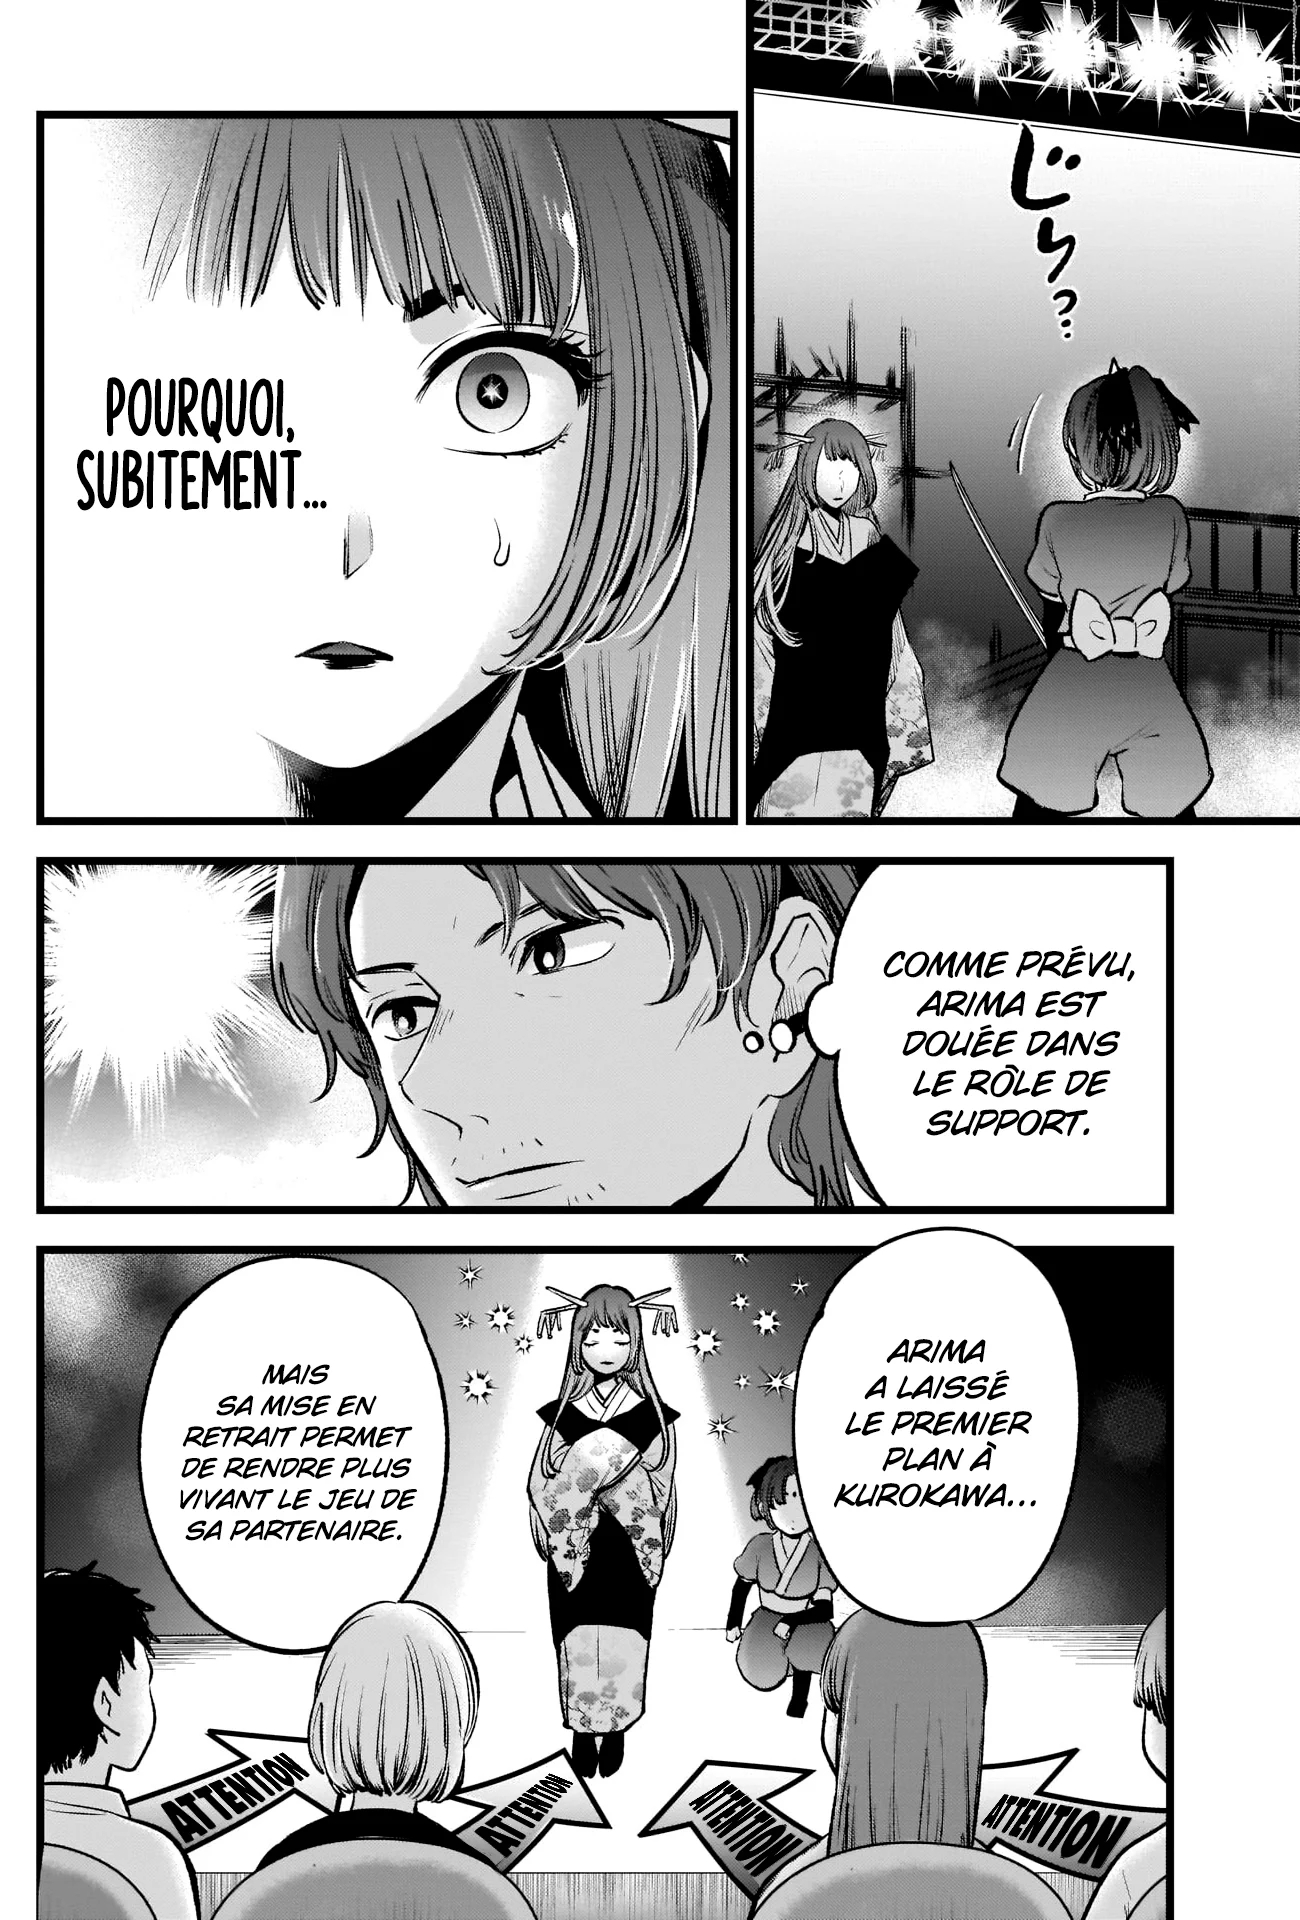 じり?
POURQUOI,
SUBITEMENT...
COMME PRÉVU,
ARIMA EST
DOUÉE DANS
LE RÔLE DE
SUPPORT.
ARIMA
A LAISSÉ
LE PREMIER
PLAN À
KUROKAWA...
MAIS
SA MISE EN
RETRAIT PERMET
DE RENDRE PLUS
VIVANT LE JEU DE
SA PARTENAIRE.
ATTENTION
ATTENTION
ATTENTION
ATTENTION